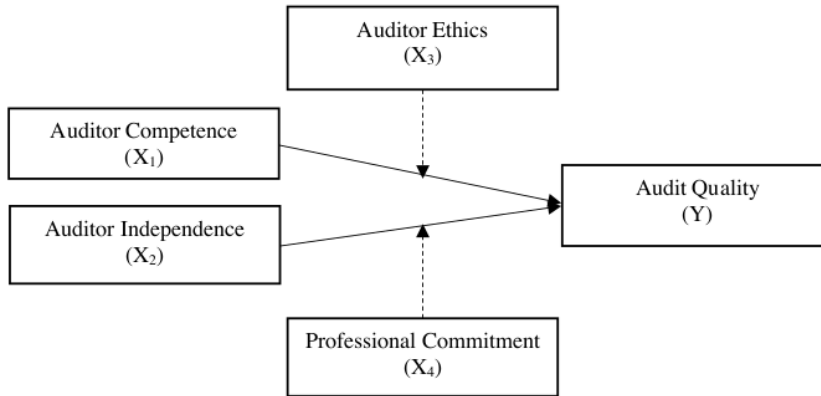 Auditor Ethics
(X₃)
Auditor Competence
(X₁)
Auditor Independence
(X₂)
Audit Quality
(Y)
Professional Commitment
(X₄)